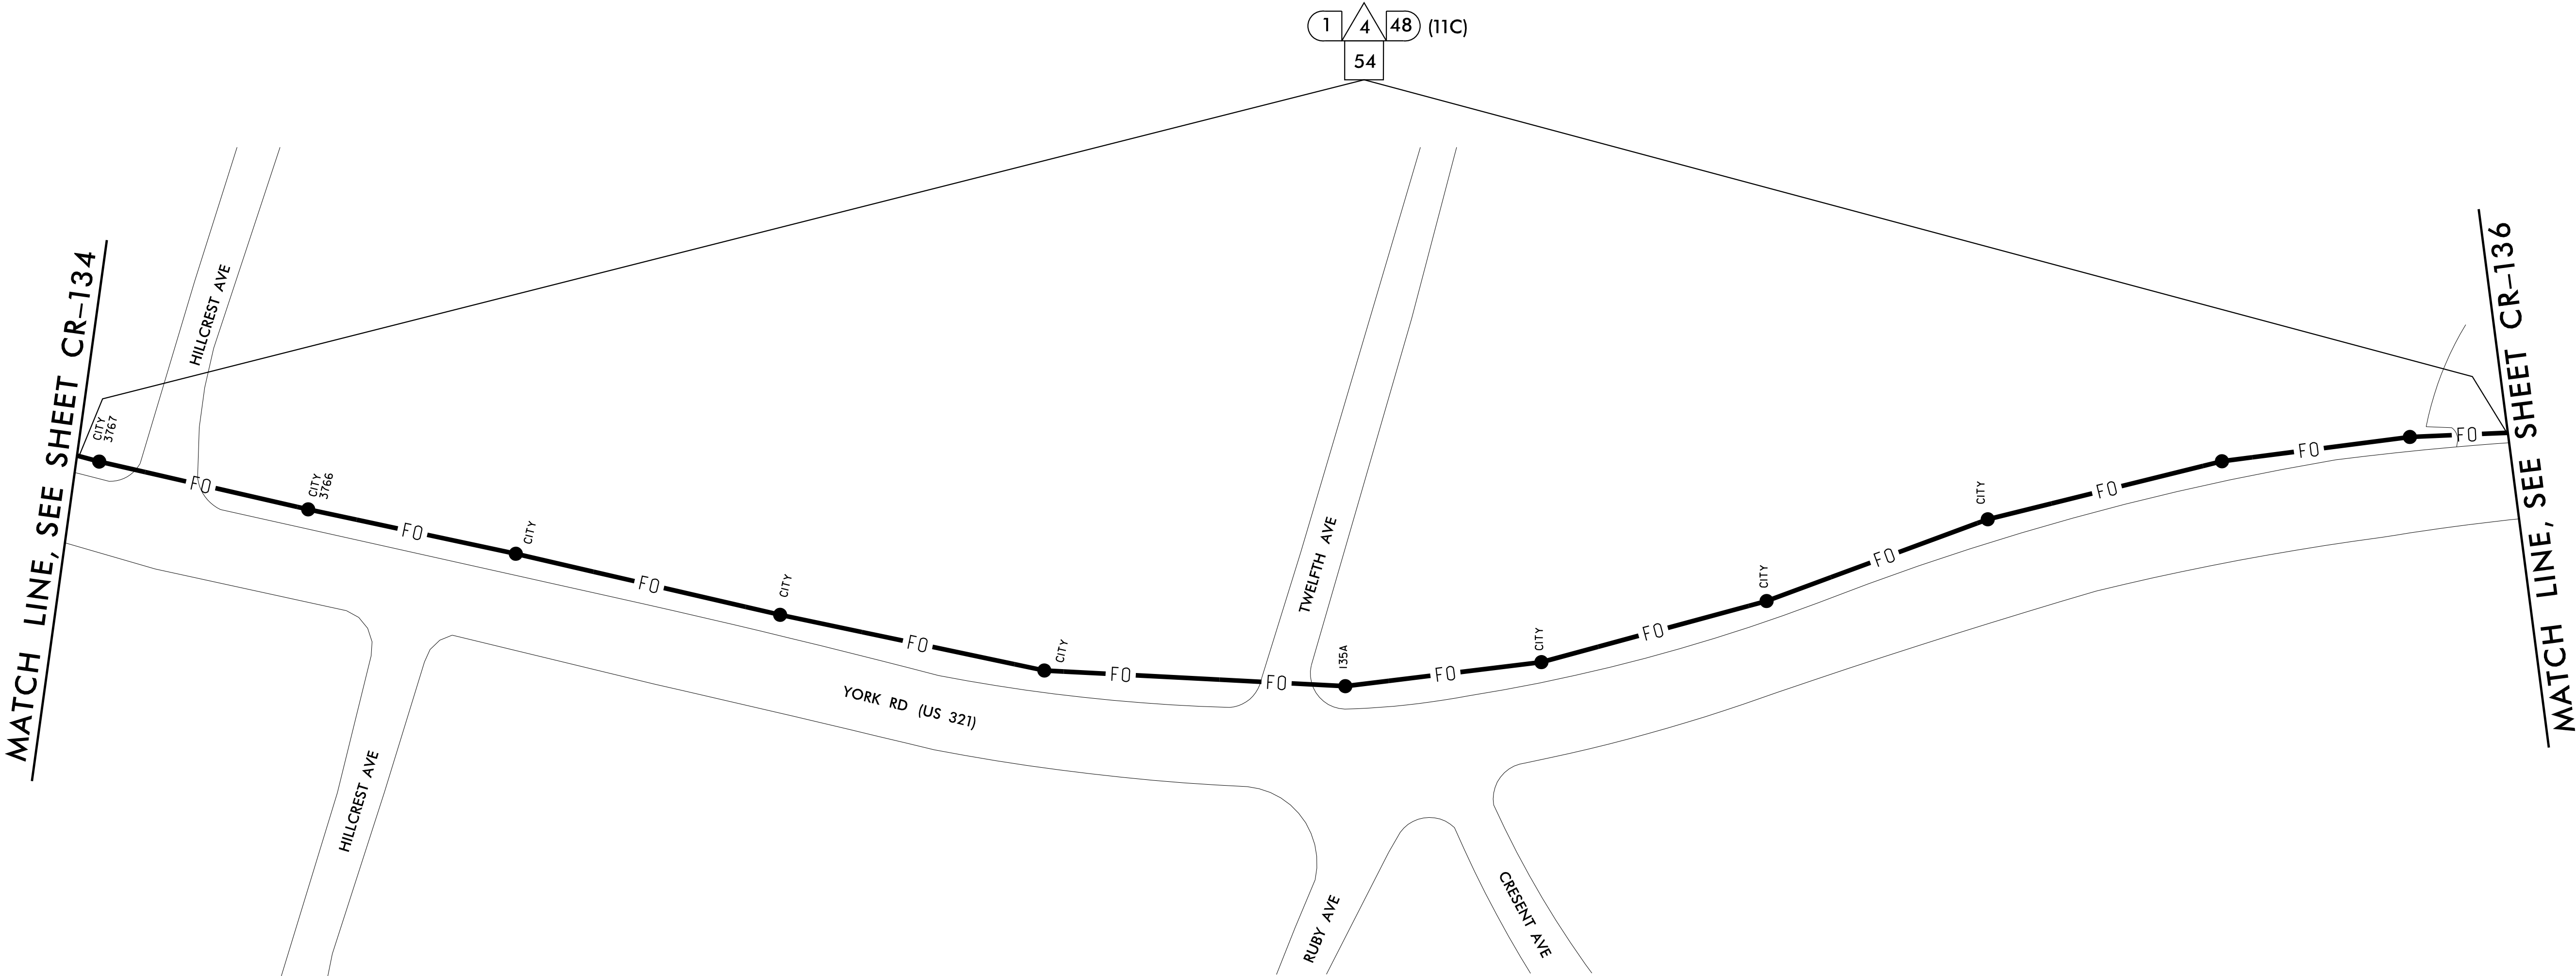 1 4 48 (11C)
54
MATCH LINE, SEE SHEET CR-134
HILLCREST AVE
CITY
3767
FO
CITY
3766
FO
CITY
FO
CITY
FO
CITY
FO
TWELFTH AVE
FO
135A
FO
CITY
FO
CITY
FO
CITY
FO
FO
FO
MATCH LINE, SEE SHEET CR-136
YORK RD (US 321)
HILLCREST AVE
RUBY AVE
CRESENT AVE